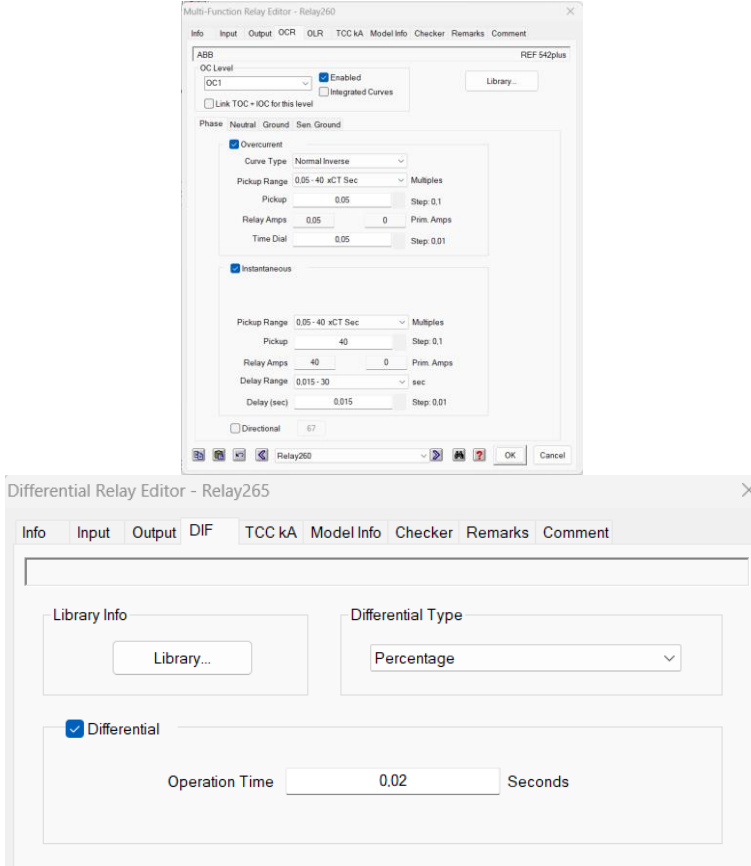 Multi-Function Relay Editor - Relay260
Info Input Output OCR OLR TCC kA Model Info Checker Remarks Comment
ABB REF 542plus
OC Level
OC1 Enabled Library...
Integrated Curves
Link TOC + IOC for this level
Phase Neutral Ground Sen. Ground
Overcurrent
Curve Type Normal Inverse
Pickup Range 0,05 - 40 xCT Sec Multiples
Pickup 0,05 Step: 0,1
Relay Amps 0,05 0 Prim. Amps
Time Dial 0,05 Step: 0,01
Instantaneous
Pickup Range 0,05 - 40 xCT Sec Multiples
Pickup 40 Step: 0,1
Relay Amps 40 0 Prim. Amps
Delay Range 0.015 - 30 sec
Delay (sec) 0,015 Step: 0,01
Directional 67
Relay260 ? OK Cancel
Differential Relay Editor - Relay265
Info Input Output DIF TCC kA Model Info Checker Remarks Comment
Library Info Differential Type
Library... Percentage
Differential
Operation Time 0,02 Seconds